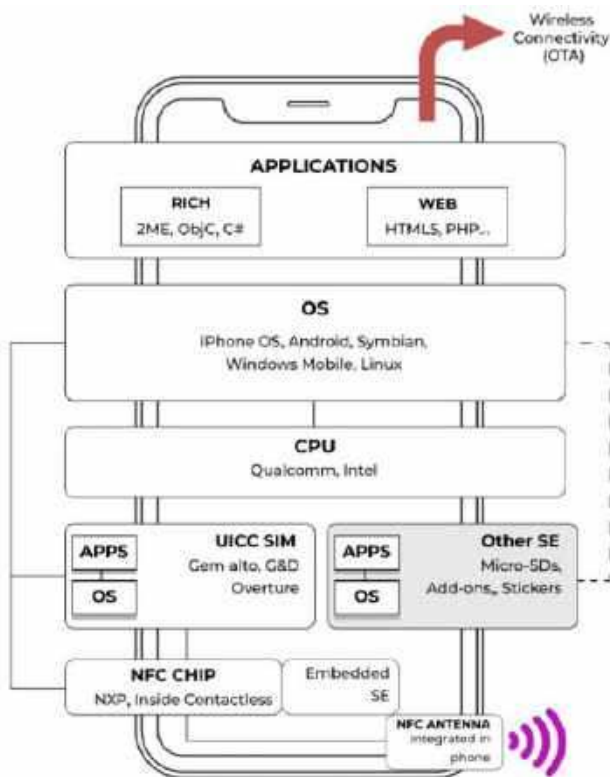 Wireless
Connectivity
(OTA)
APPLICATIONS
RICH
2ME, ObjC, C#
WEB
HTML5, PHP...
OS
iPhone OS, Android, Symbian,
Windows Mobile, Linux
CPU
Qualcomm, Intel
UICC SIM
APPS
Gem alto, G&D
Overture
OS
Other SE
APPS
Micro-SDs,
Add-ons,, Stickers
OS
NFC CHIP
NXP, Inside Contactless
Embedded
SE
NFC ANTENNA
integrated in
phone